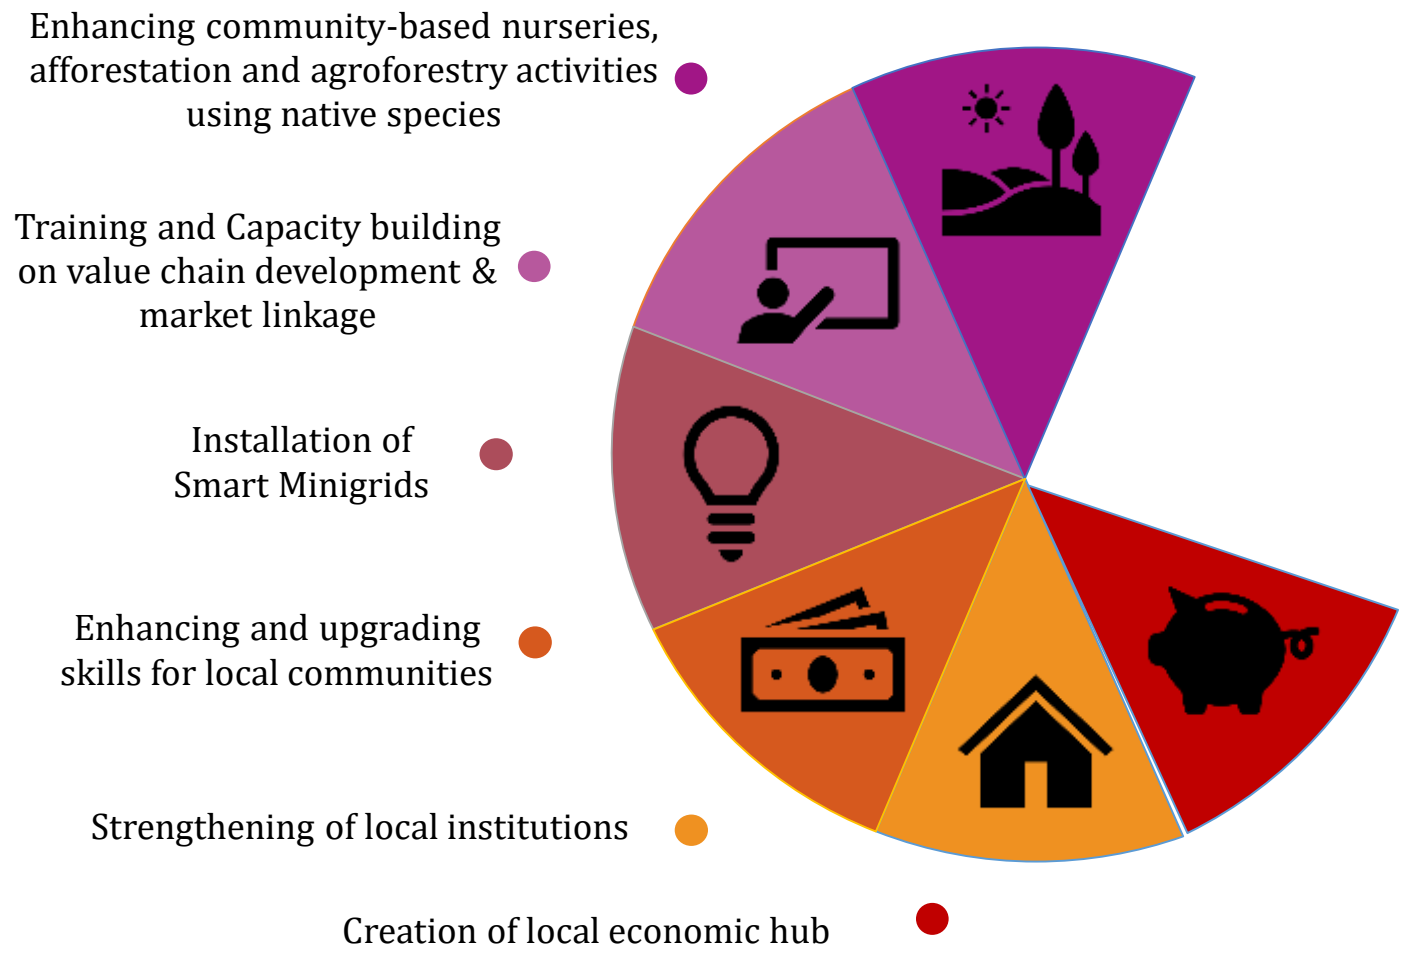 Enhancing community-based nurseries,
afforestation and agroforestry activities
using native species
Training and Capacity building
on value chain development &
market linkage
Installation of
Smart Minigrids
Enhancing and upgrading
skills for local communities
Strengthening of local institutions
Creation of local economic hub